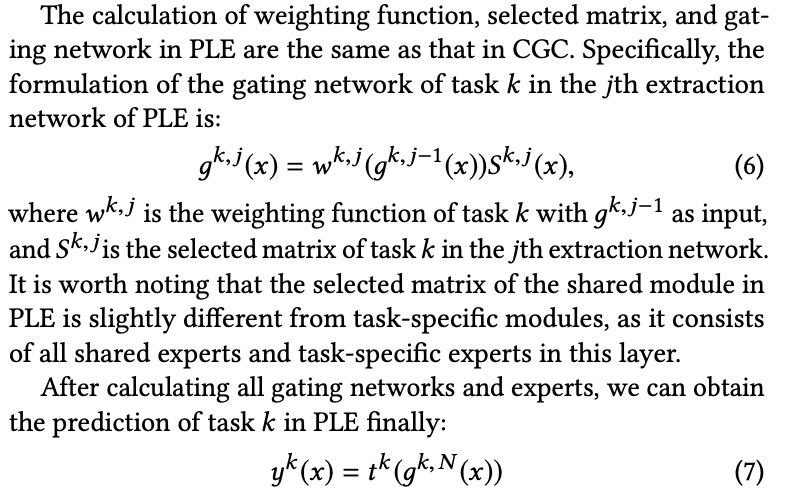 The calculation of weighting function, selected matrix, and gat-
ing network in PLE are the same as that in CGC. Specifically, the
formulation of the gating network of task k in the jth extraction
network of PLE is:
g^{k,j}(x) = w^{k,j}(g^{k,j−1}(x))S^{k,j}(x), (6)
where w^{k,j} is the weighting function of task k with g^{k,j−1} as input,
and S^{k,j} is the selected matrix of task k in the jth extraction network.
It is worth noting that the selected matrix of the shared module in
PLE is slightly different from task-specific modules, as it consists
of all shared experts and task-specific experts in this layer.
After calculating all gating networks and experts, we can obtain
the prediction of task k in PLE finally:
y^k(x) = t^k(g^{k,N}(x)) (7)